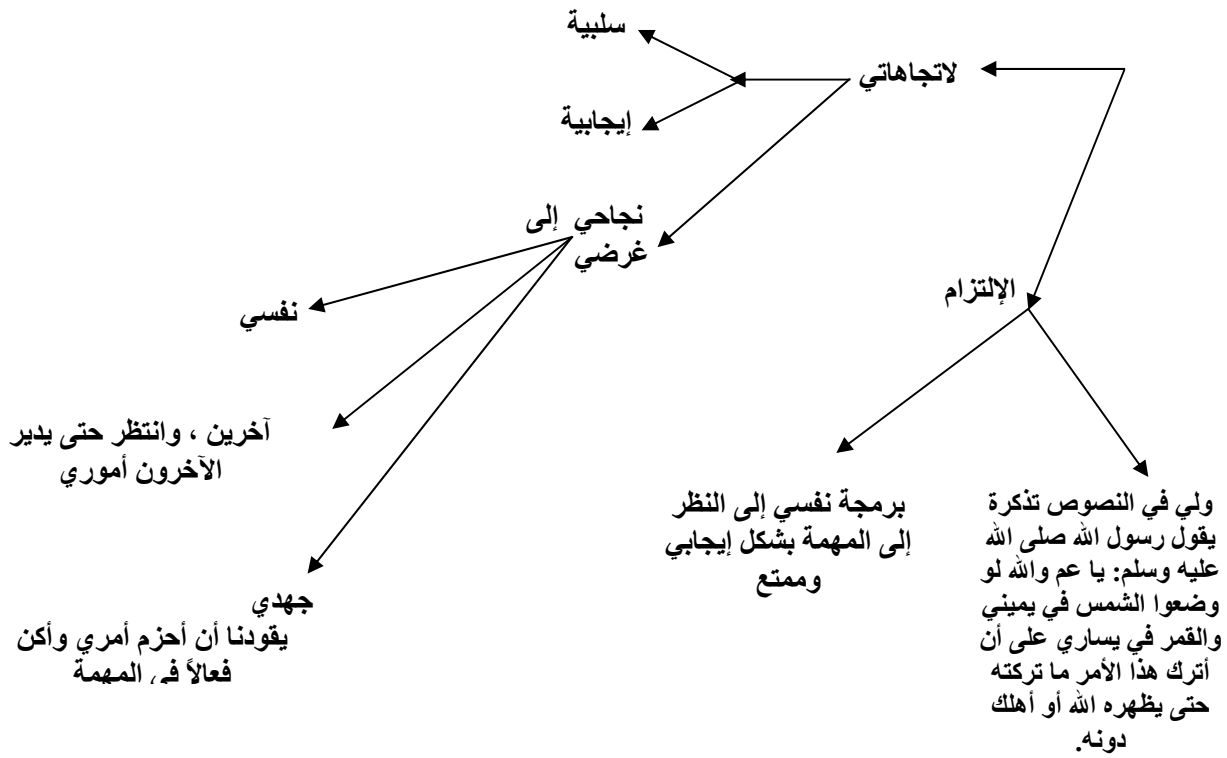 سلبية
لاتجاهاتي
إيجابية
نجاحي إلى
غرضي
الإلتزام
نفسي
آخرين ، وانتظر حتى يدير
الآخرون أموري
برمجة نفسي إلى النظر
إلى المهمة بشكل إيجابي
وممتع
ولي في النصوص تذكرة
يقول رسول الله صلى الله
عليه وسلم: يا عم والله لو
وضعوا الشمس في يميني
والقمر في يساري على أن
أترك هذا الأمر ما تركته
حتى يظهره الله أو أهلك
دونه.
جهدي
يقودنا أن أحزم أمري وأكن
فعالاً في المهمة